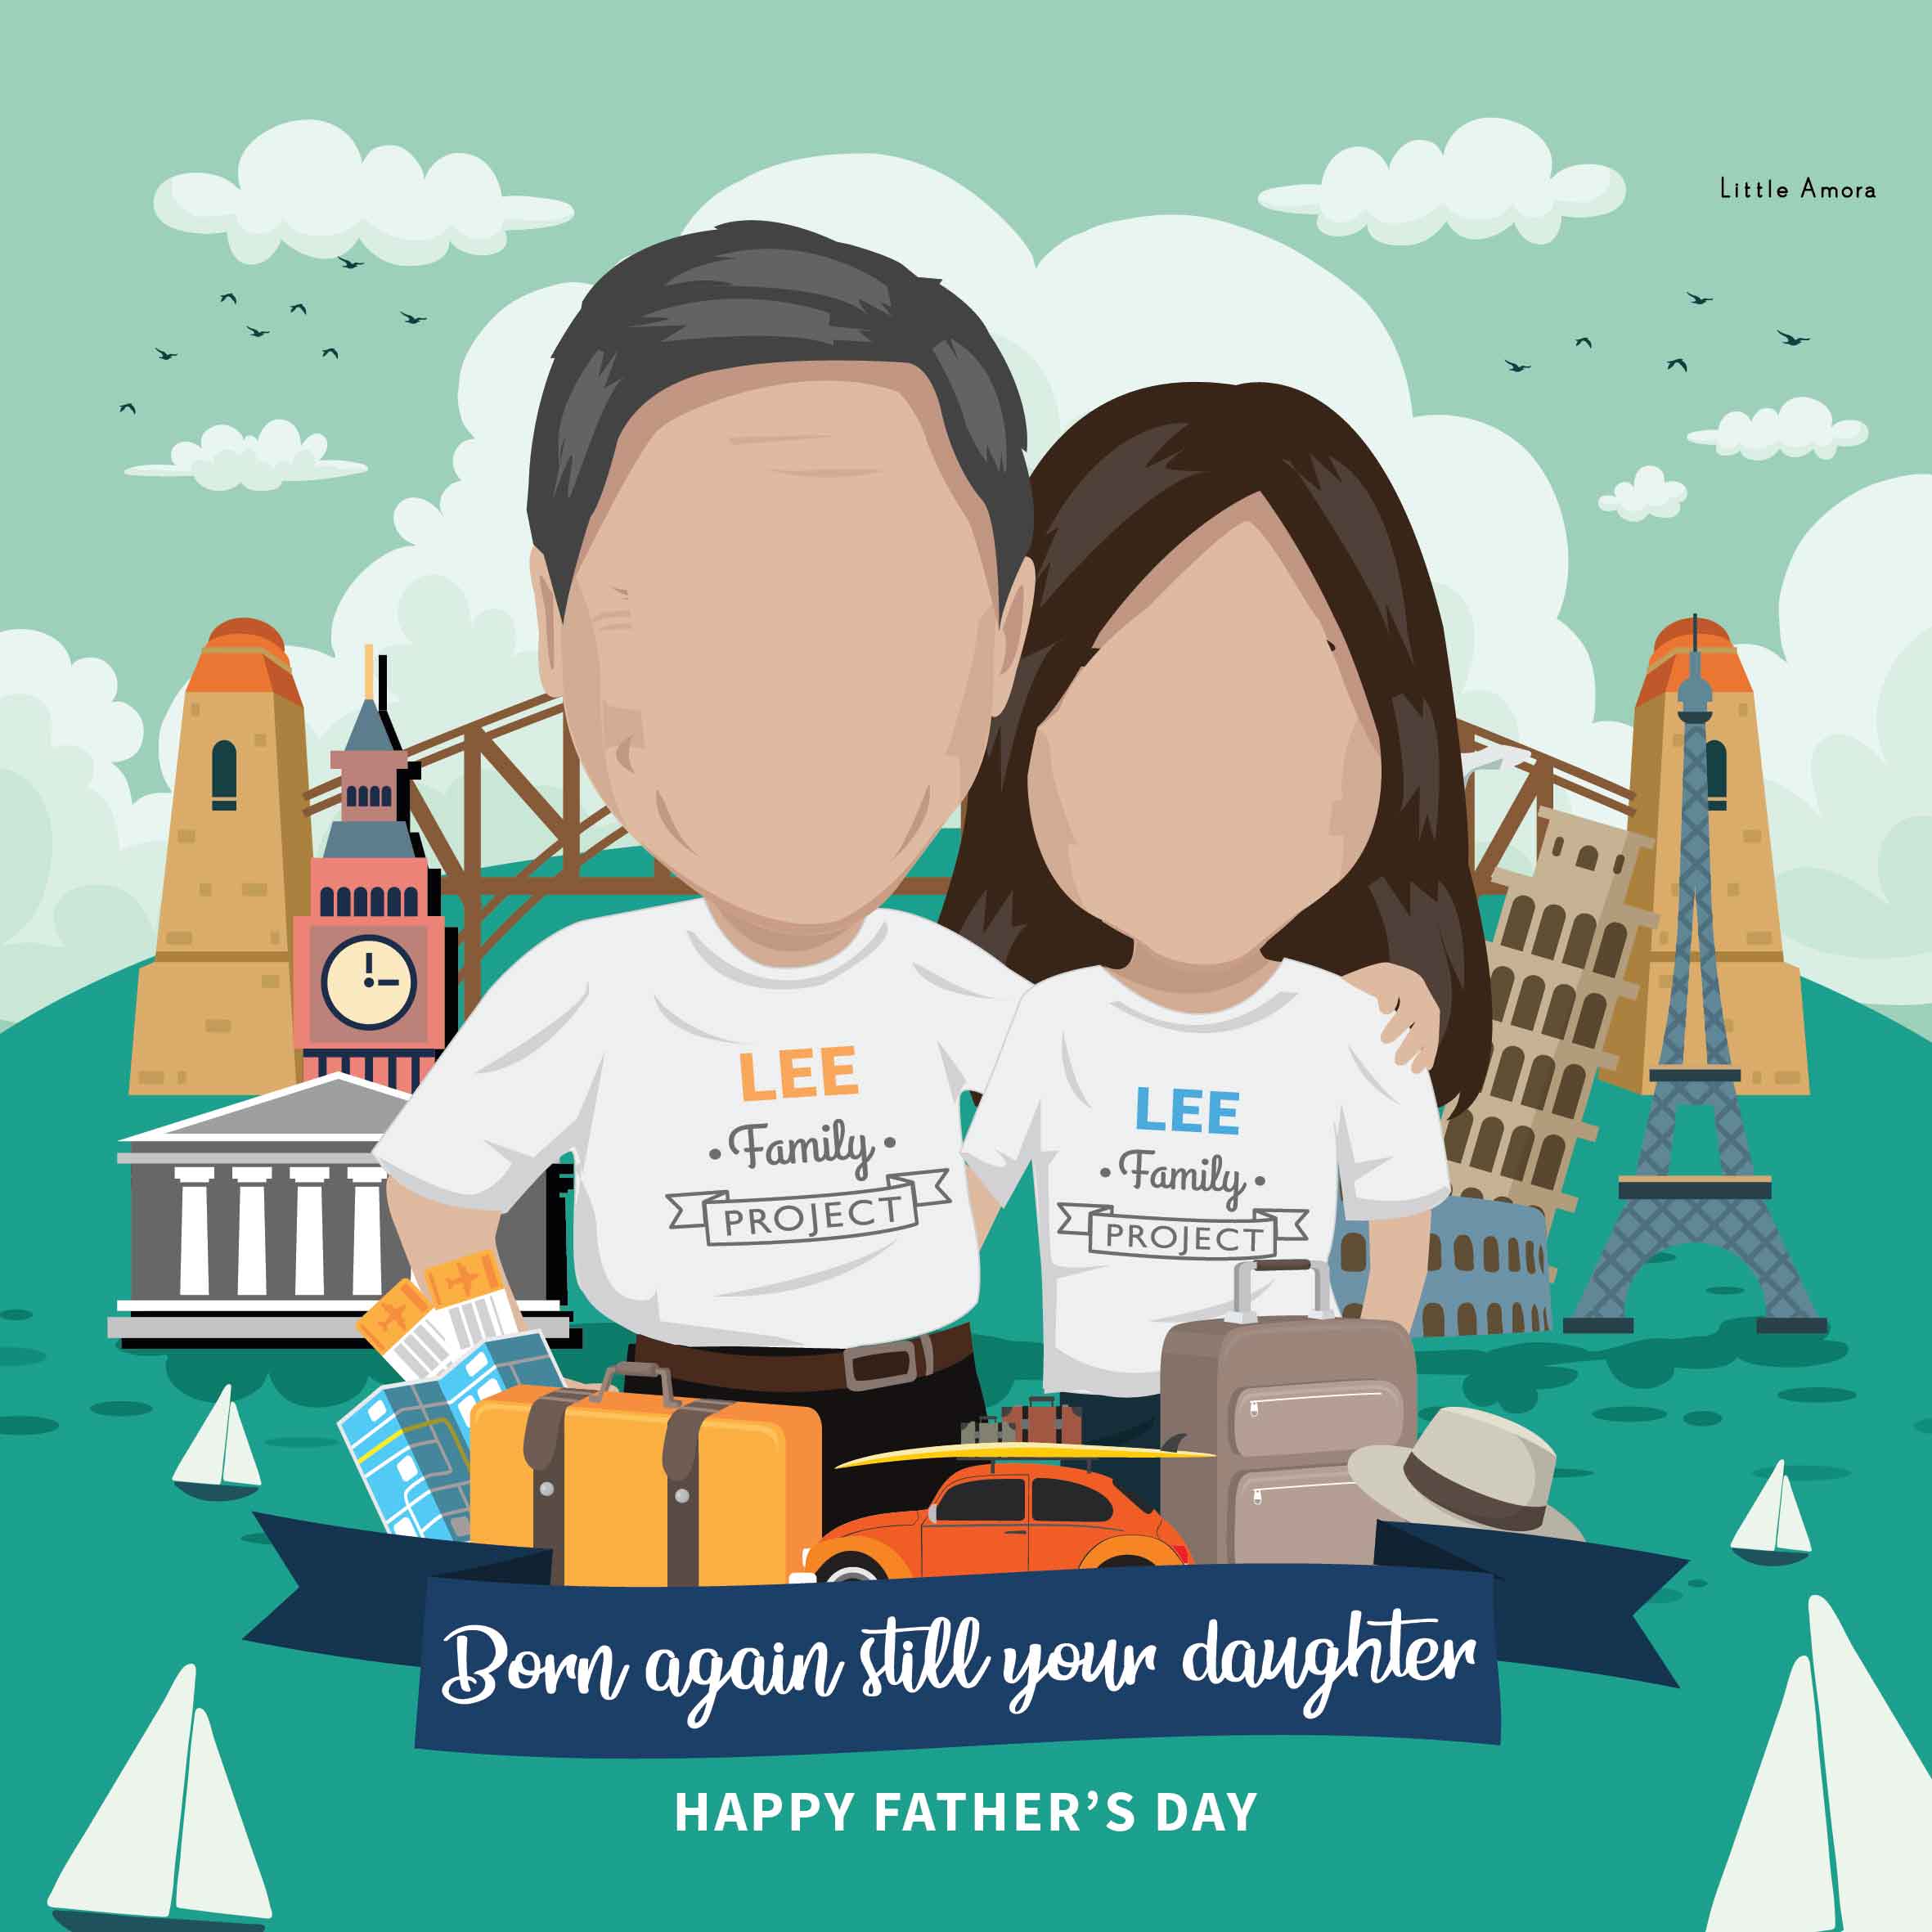 Little Amora
LEE
• Family •
PROJECT
LEE
• Family •
PROJECT
Born again still your daughter
HAPPY FATHER’S DAY